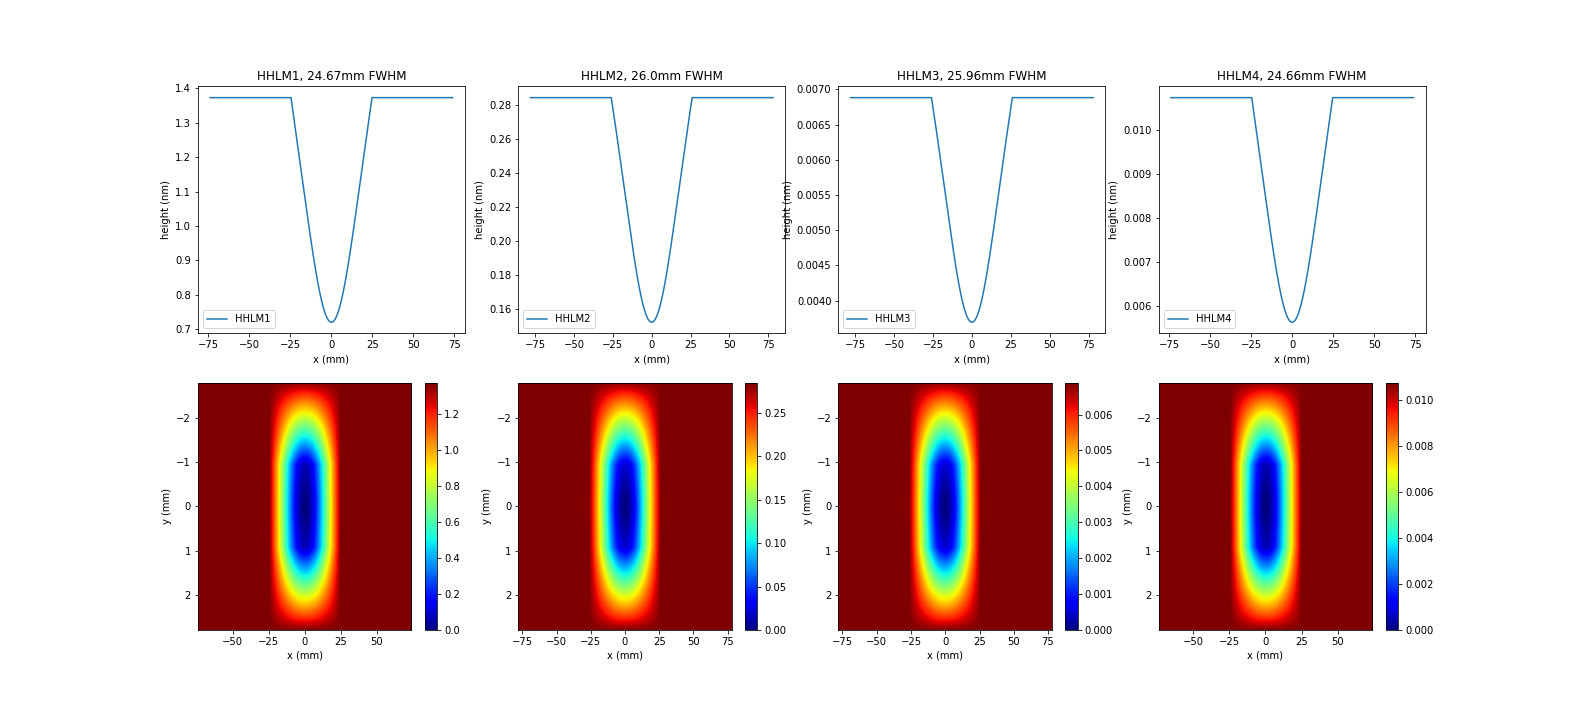 HHLM1, 24.67mm FWHM
1.4
1.3
1.2
1.1
1.0
0.9
0.8
0.7
height (nm)
HHLM1
−75 −50 −25 0 25 50 75
x (mm)
HHLM2, 26.0mm FWHM
0.28
0.26
0.24
0.22
0.20
0.18
0.16
height (nm)
HHLM2
−75 −50 −25 0 25 50 75
x (mm)
HHLM3, 25.96mm FWHM
0.0070
0.0065
0.0060
0.0055
0.0050
0.0045
0.0040
height (nm)
HHLM3
−75 −50 −25 0 25 50 75
x (mm)
HHLM4, 24.66mm FWHM
0.010
0.009
0.008
0.007
0.006
height (nm)
HHLM4
−75 −50 −25 0 25 50 75
x (mm)
−2
−1
0
1
2
y (mm)
−50 −25 0 25 50
x (mm)
1.2
1.0
0.8
0.6
0.4
0.2
0.0
−2
−1
0
1
2
y (mm)
−75 −50 −25 0 25 50 75
x (mm)
0.25
0.20
0.15
0.10
0.05
0.00
−2
−1
0
1
2
y (mm)
−75 −50 −25 0 25 50 75
x (mm)
0.006
0.005
0.004
0.003
0.002
0.001
0.000
−2
−1
0
1
2
y (mm)
−50 −25 0 25 50
x (mm)
0.010
0.008
0.006
0.004
0.002
0.000